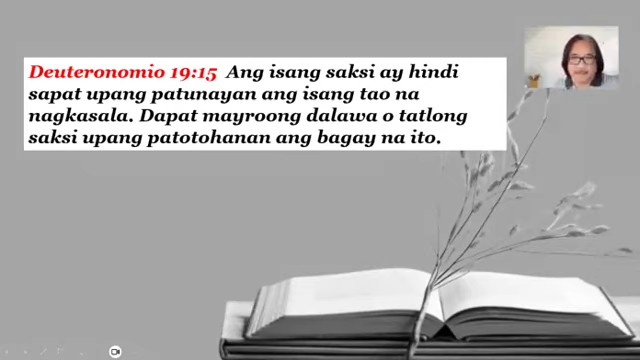 Deuteronomio 19:15 Ang isang saksi ay hindi
sapat upang patunayan ang isang tao na
nagkasala. Dapat mayroong dalawa o tatlong
saksi upang patotohanan ang bagay na ito.